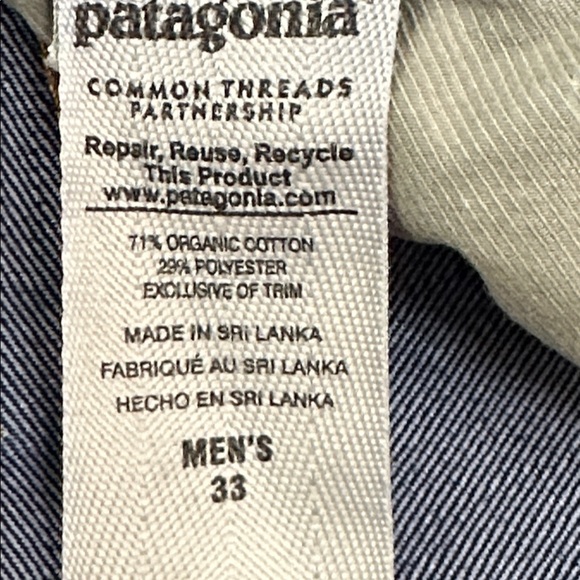 patagonia
COMMON THREADS
PARTNERSHIP
Repair, Reuse, Recycle
This Product
www.patagonia.com
71% ORGANIC COTTON
29% POLYESTER
EXCLUSIVE OF TRIM
MADE IN SRI LANKA
FABRIQUÉ AU SRI LANKA
HECHO EN SRI LANKA
MEN'S
33